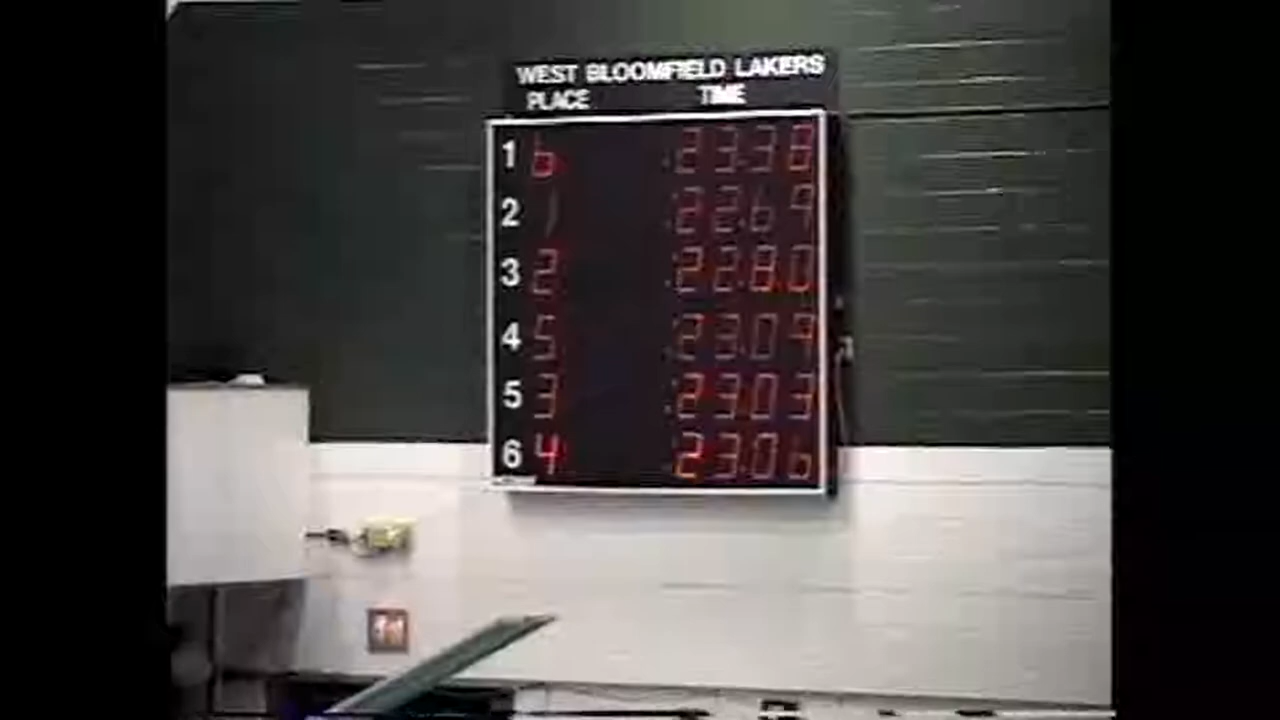 WEST BLOOMFIELD LAKERS
PLACE TIME
1 6 :23.38
2 1 :22.69
3 2 :22.80
4 5 :23.09
5 3 :23.03
6 4 :23.06